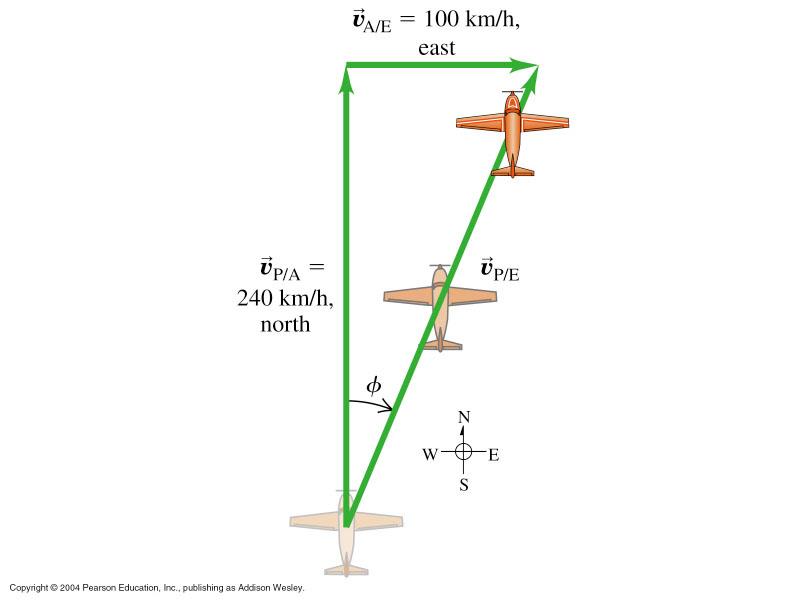 v⃗A/E = 100 km/h,
east
v⃗P/A =
240 km/h,
north
v⃗P/E
ϕ
N
W E
S
Copyright © 2004 Pearson Education, Inc., publishing as Addison Wesley.